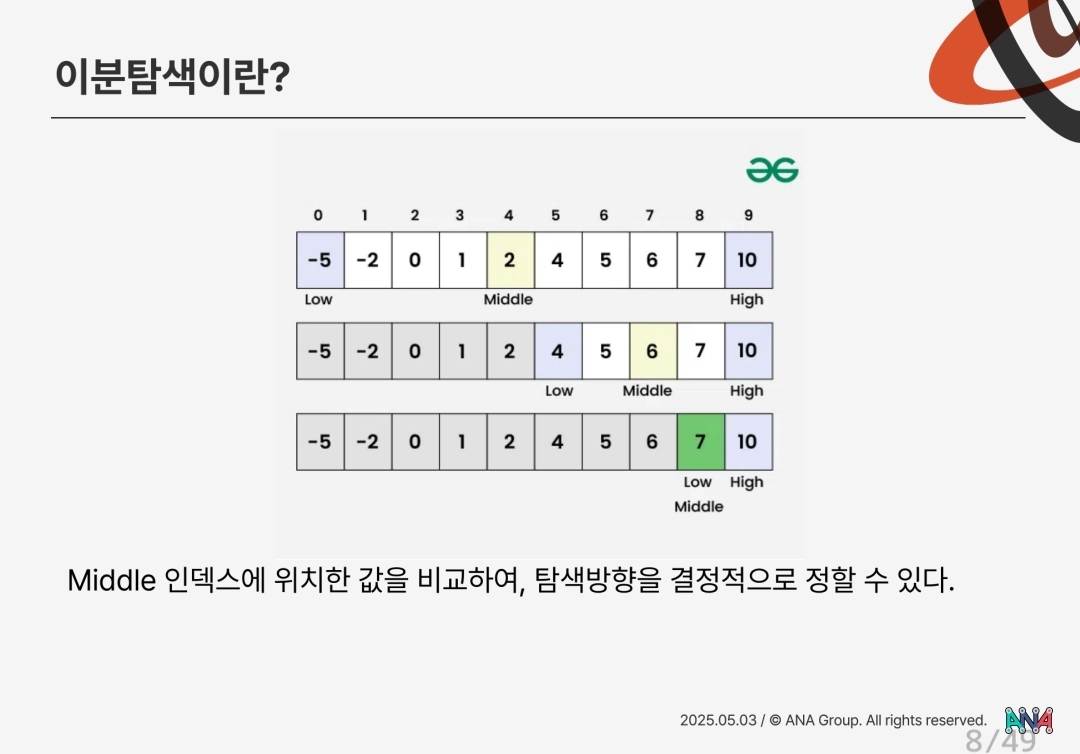 이분탐색이란?
0 1 2 3 4 5 6 7 8 9
-5 -2 0 1 2 4 5 6 7 10
Low Middle High
-5 -2 0 1 2 4 5 6 7 10
Low Middle High
-5 -2 0 1 2 4 5 6 7 10
Low High
Middle
Middle 인덱스에 위치한 값을 비교하여, 탐색방향을 결정적으로 정할 수 있다.
2025.05.03 / © ANA Group. All rights reserved. ANA
8/49